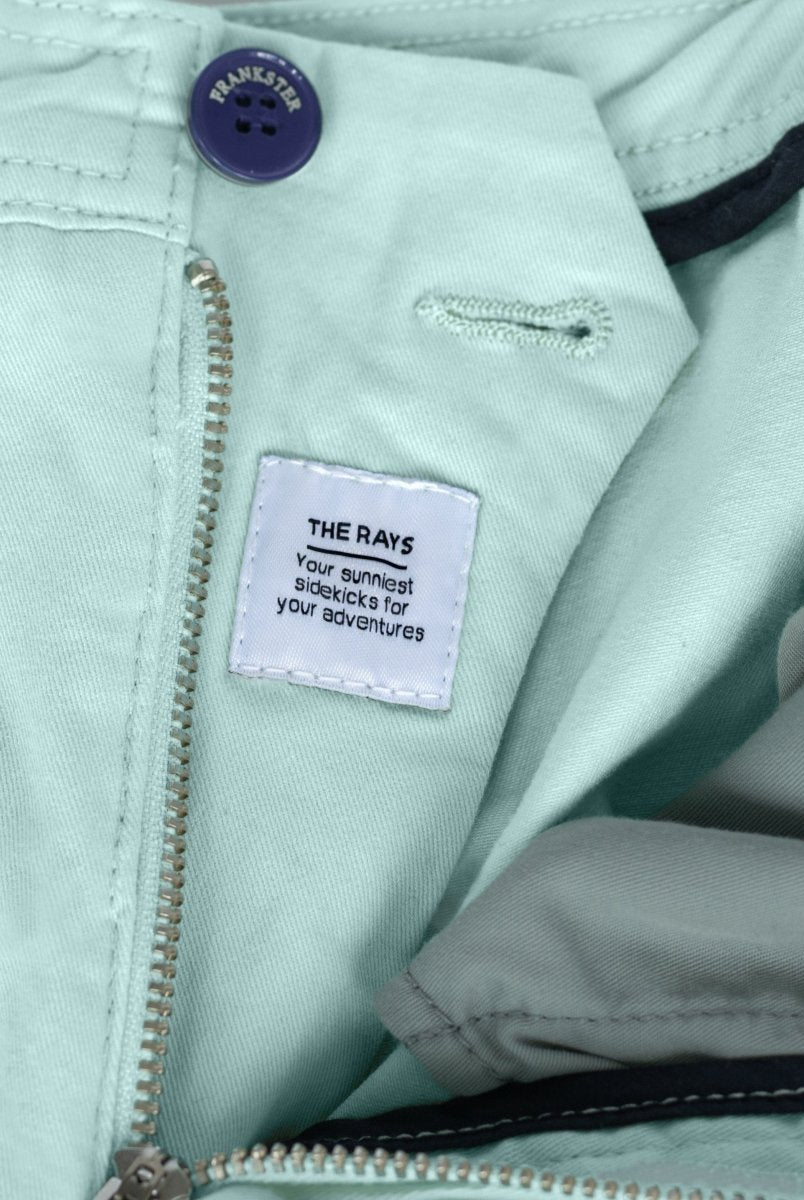 FRANKSTER
THE RAYS
Your sunniest
sidekicks for
your adventures